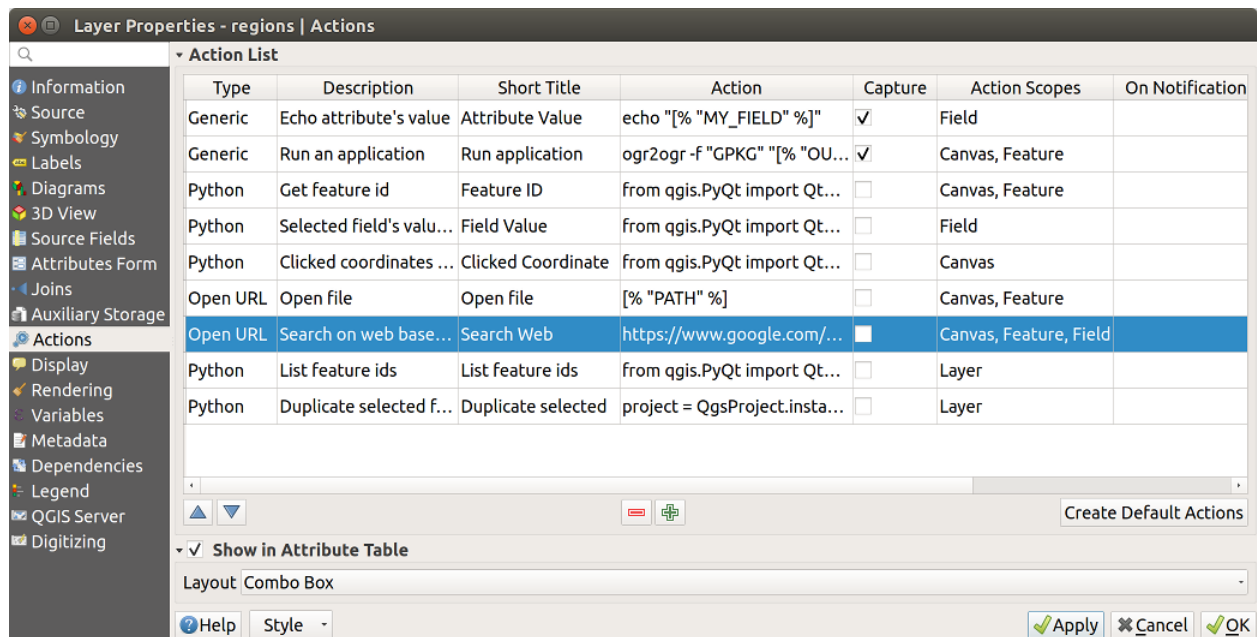 Layer Properties - regions | Actions
Information
Source
Symbology
Labels
Diagrams
3D View
Source Fields
Attributes Form
Joins
Auxiliary Storage
Actions
Display
Rendering
Variables
Metadata
Dependencies
Legend
QGIS Server
Digitizing
Action List
Type Description Short Title Action Capture Action Scopes On Notification
Generic Echo attribute's value Attribute Value echo "[% "MY_FIELD" %]" Field
Generic Run an application Run application ogr2ogr -f "GPKG" "[% "OU... Canvas, Feature
Python Get feature id Feature ID from qgis.PyQt import Qt... Canvas, Feature
Python Selected field's valu... Field Value from qgis.PyQt import Qt... Field
Python Clicked coordinates ... Clicked Coordinate from qgis.PyQt import Qt... Canvas
Open URL Open file Open file [% "PATH" %] Canvas, Feature
Open URL Search on web base... Search Web https://www.google.com/... Canvas, Feature, Field
Python List feature ids List feature ids from qgis.PyQt import Qt... Layer
Python Duplicate selected f... Duplicate selected project = QgsProject.insta... Layer
Create Default Actions
Show in Attribute Table
Layout Combo Box
Help Style Apply Cancel OK